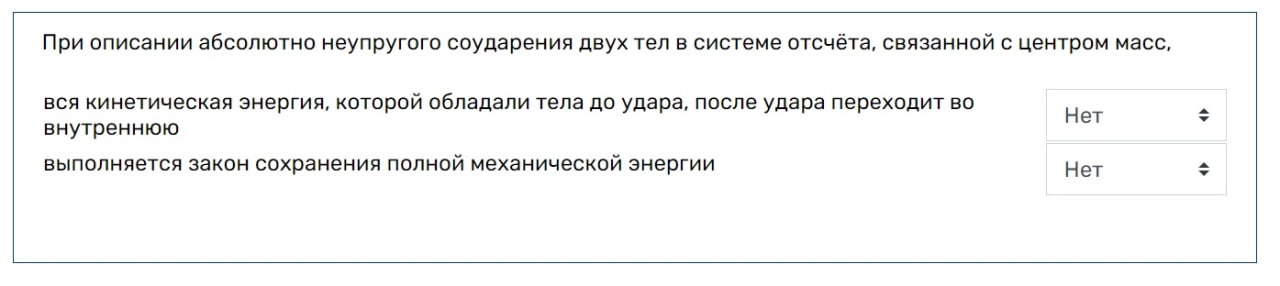 При описании абсолютно неупругого соударения двух тел в системе отсчёта, связанной с центром масс,
вся кинетическая энергия, которой обладали тела до удара, после удара переходит во
внутреннюю
Нет
выполняется закон сохранения полной механической энергии
Нет